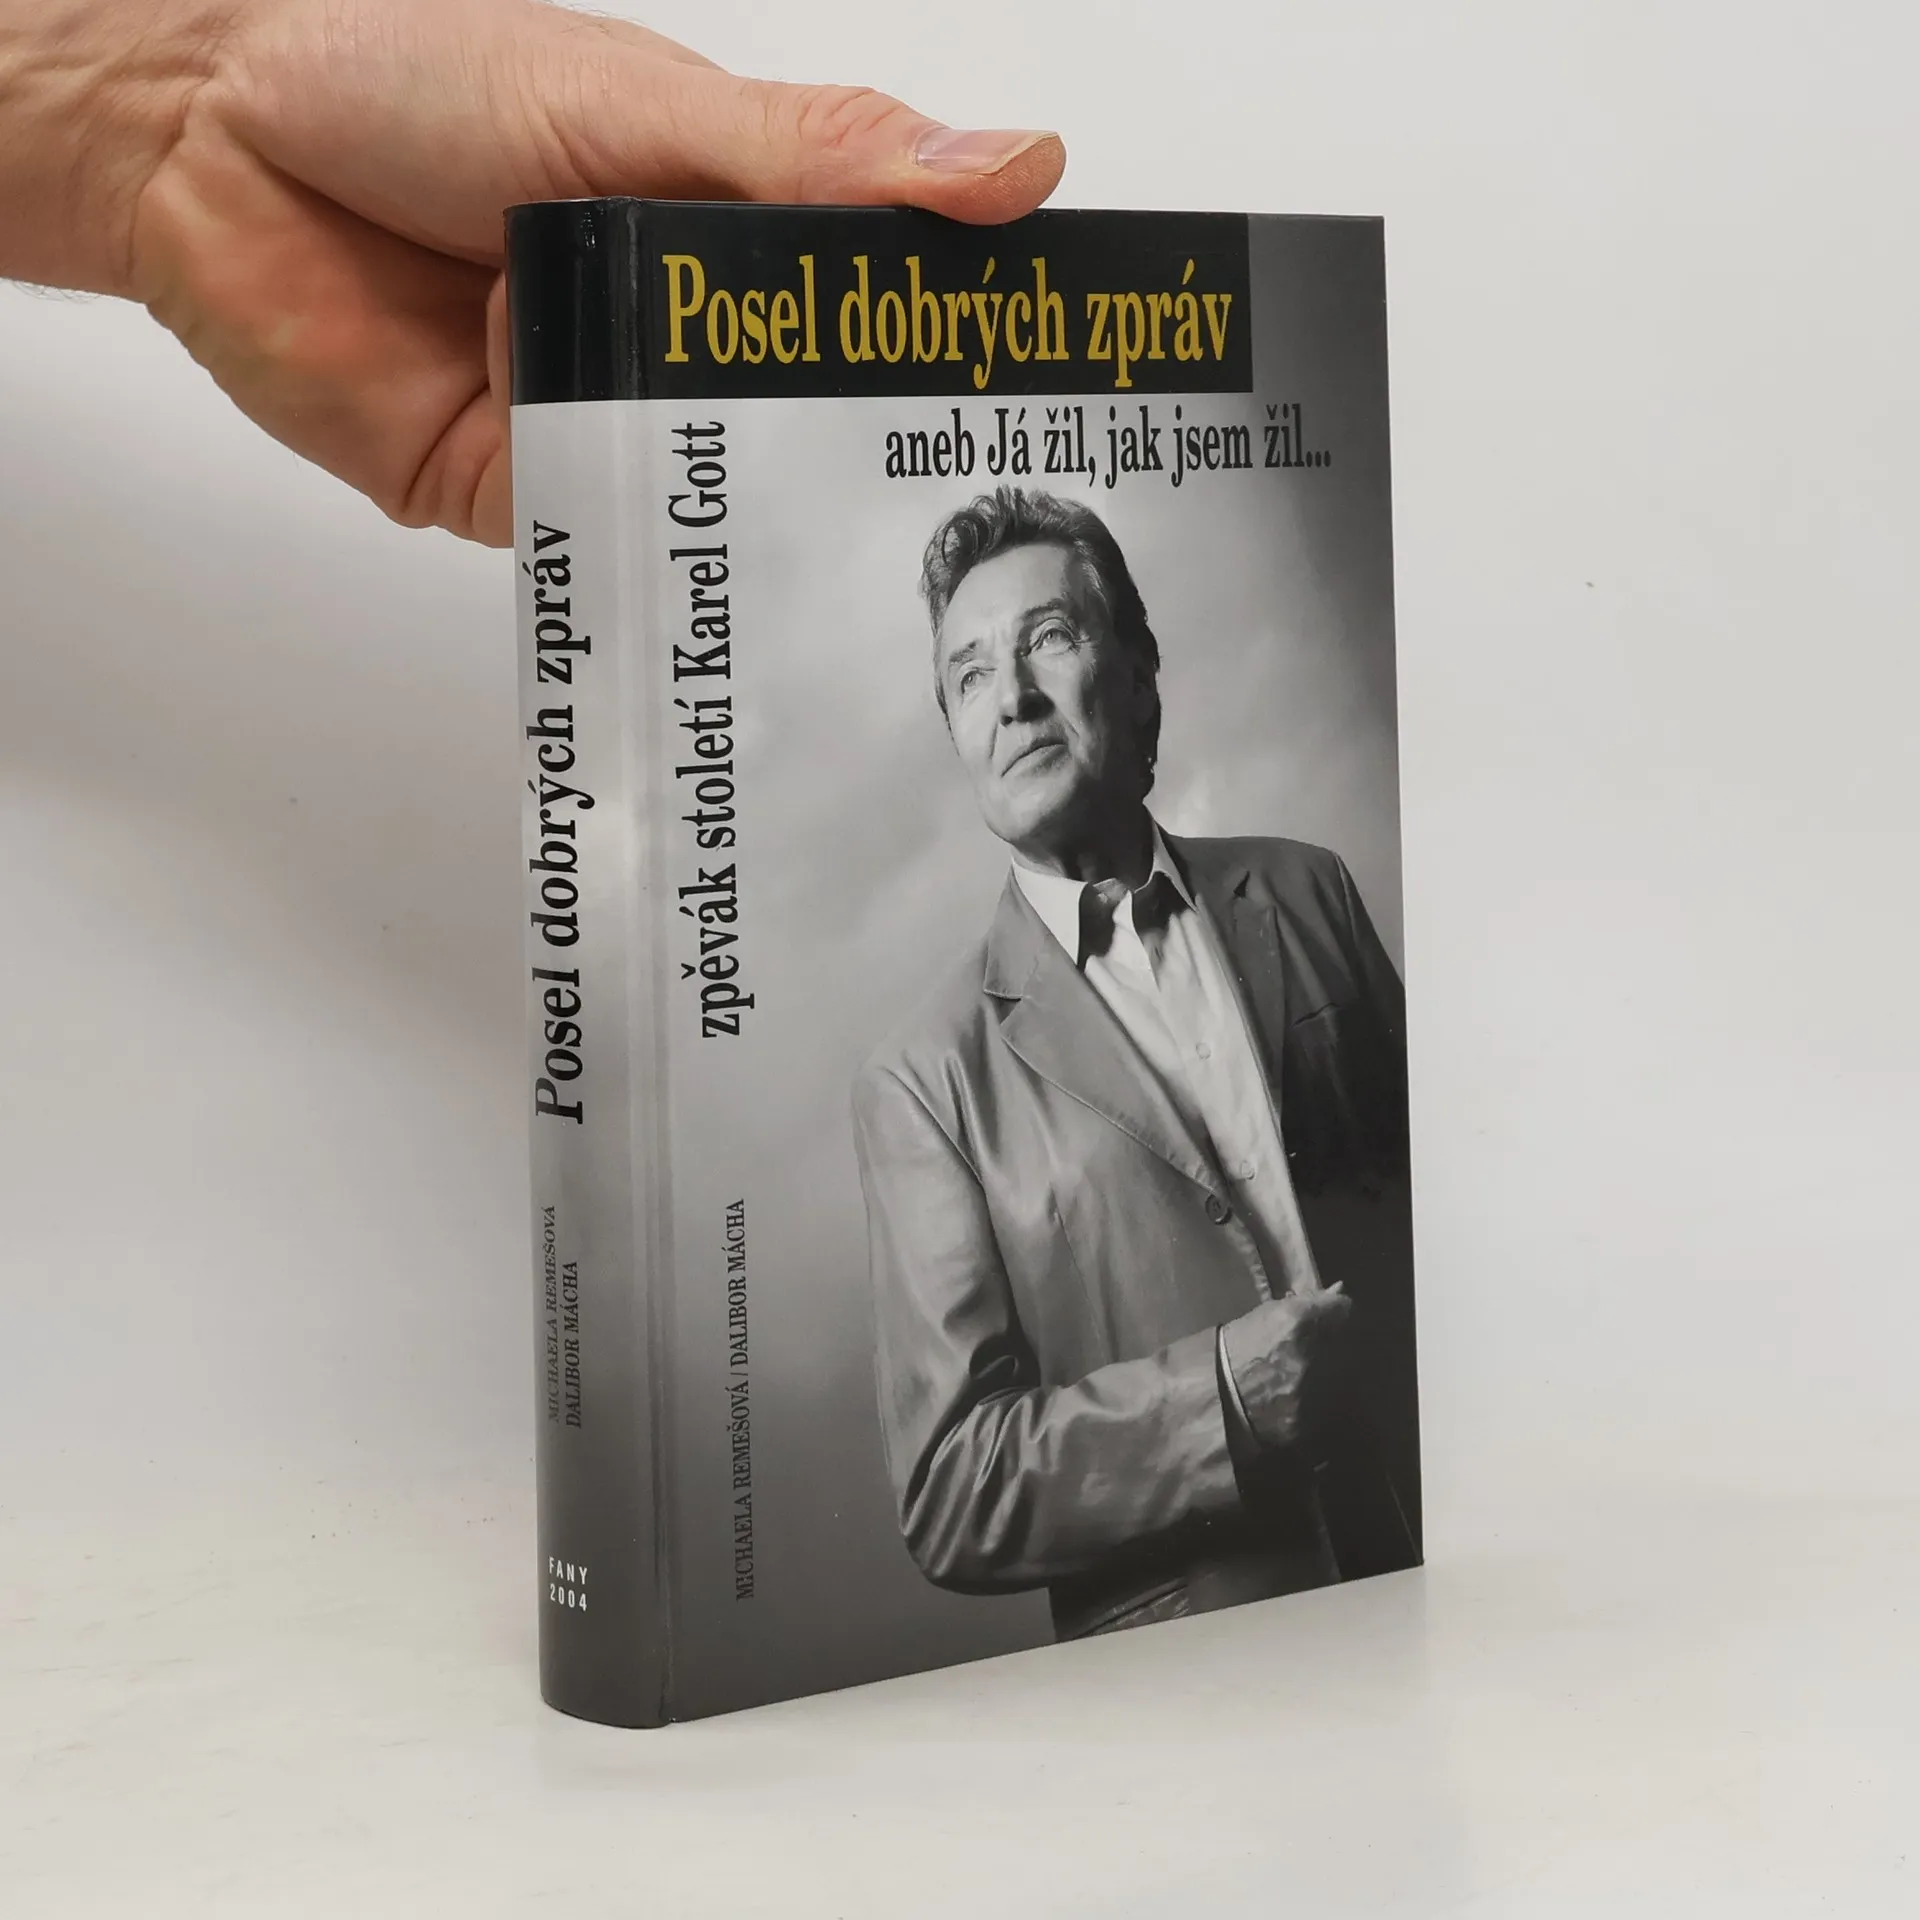 Posel dobrých zpráv
aneb Já žil, jak jsem žil...
zpěvák století Karel Gott
MICHAELA REMEŠOVÁ / DALIBOR MÁCHA
Posel dobrých zpráv
MICHAELA REMEŠOVÁ
DALIBOR MÁCHA
FANY
2004